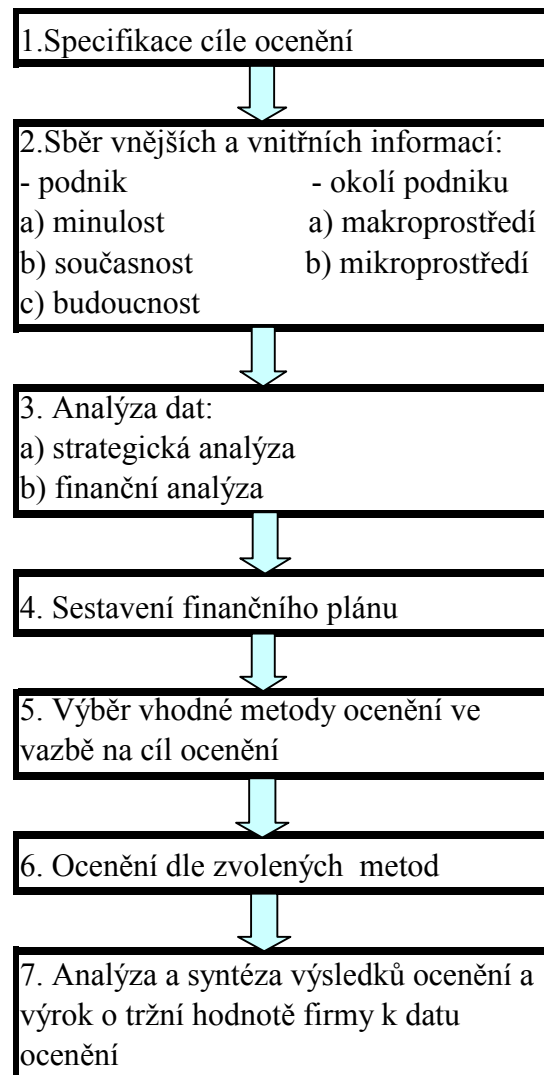 1.Specifikace cíle ocenění
2.Sběr vnějších a vnitřních informací:
- podnik - okolí podniku
a) minulost a) makroprostředí
b) současnost b) mikroprostředí
c) budoucnost
3. Analýza dat:
a) strategická analýza
b) finanční analýza
4. Sestavení finančního plánu
5. Výběr vhodné metody ocenění ve
vazbě na cíl ocenění
6. Ocenění dle zvolených metod
7. Analýza a syntéza výsledků ocenění a
výrok o tržní hodnotě firmy k datu
ocenění